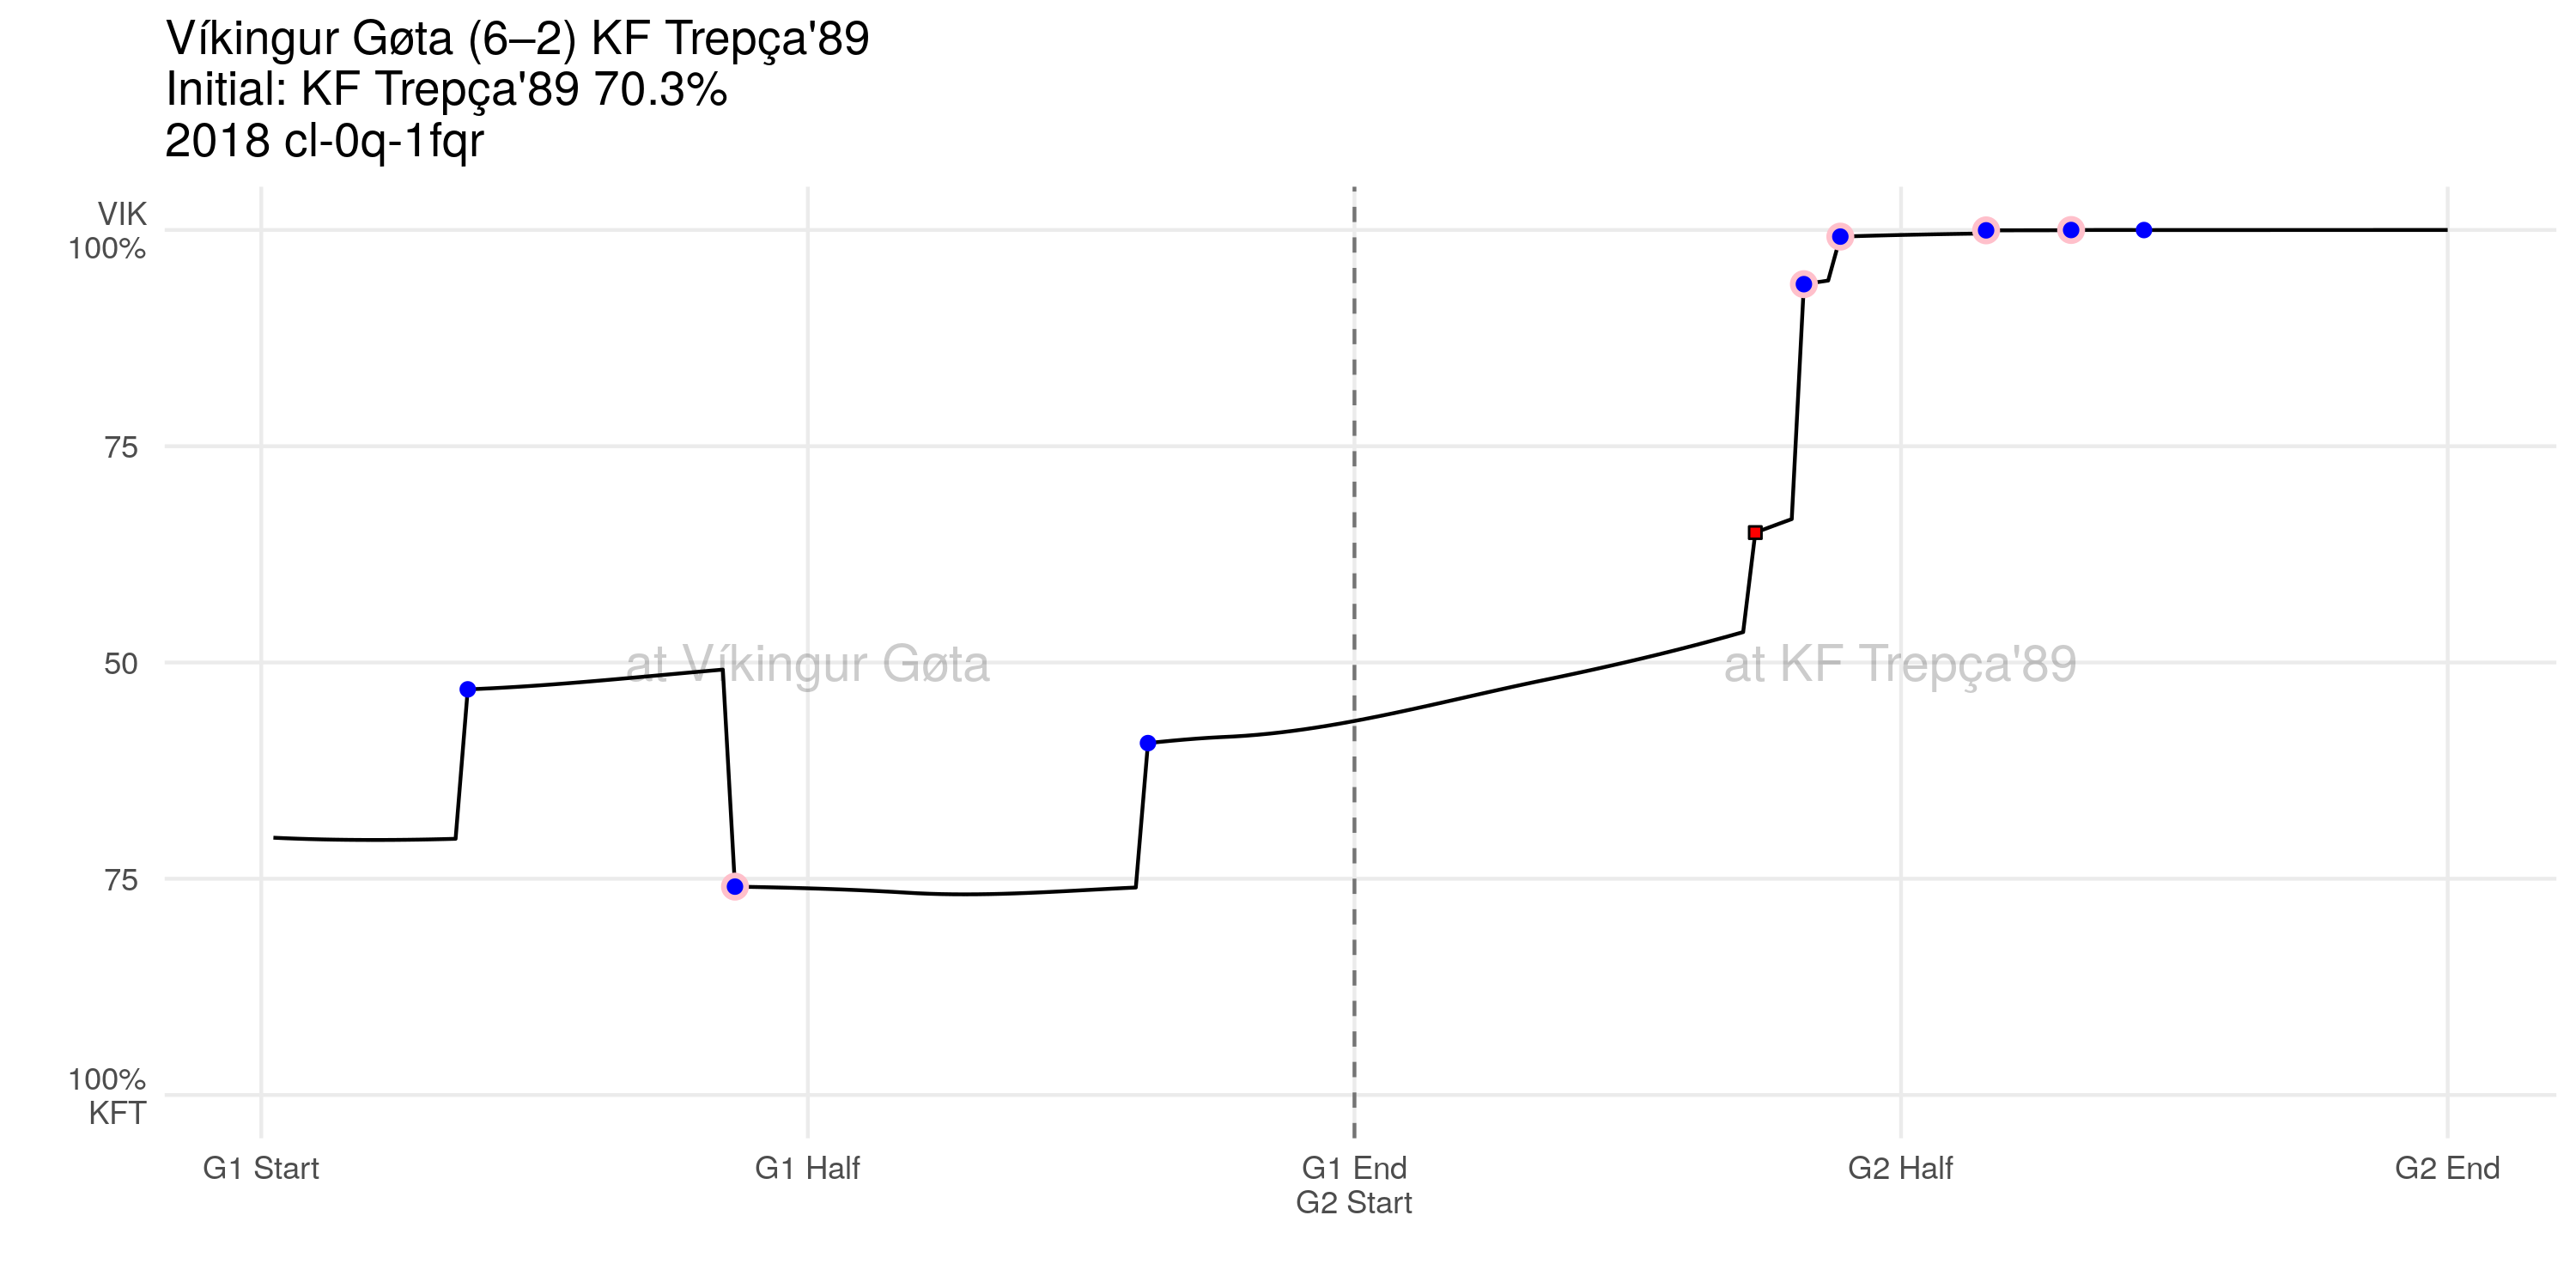 Víkingur Gøta (6–2) KF Trepça'89
Initial: KF Trepça'89 70.3%
2018 cl-0q-1fqr
VIK
100%
75
50
75
100%
KFT
at Víkingur Gøta
at KF Trepça'89
G1 Start
G1 Half
G1 End
G2 Start
G2 Half
G2 End